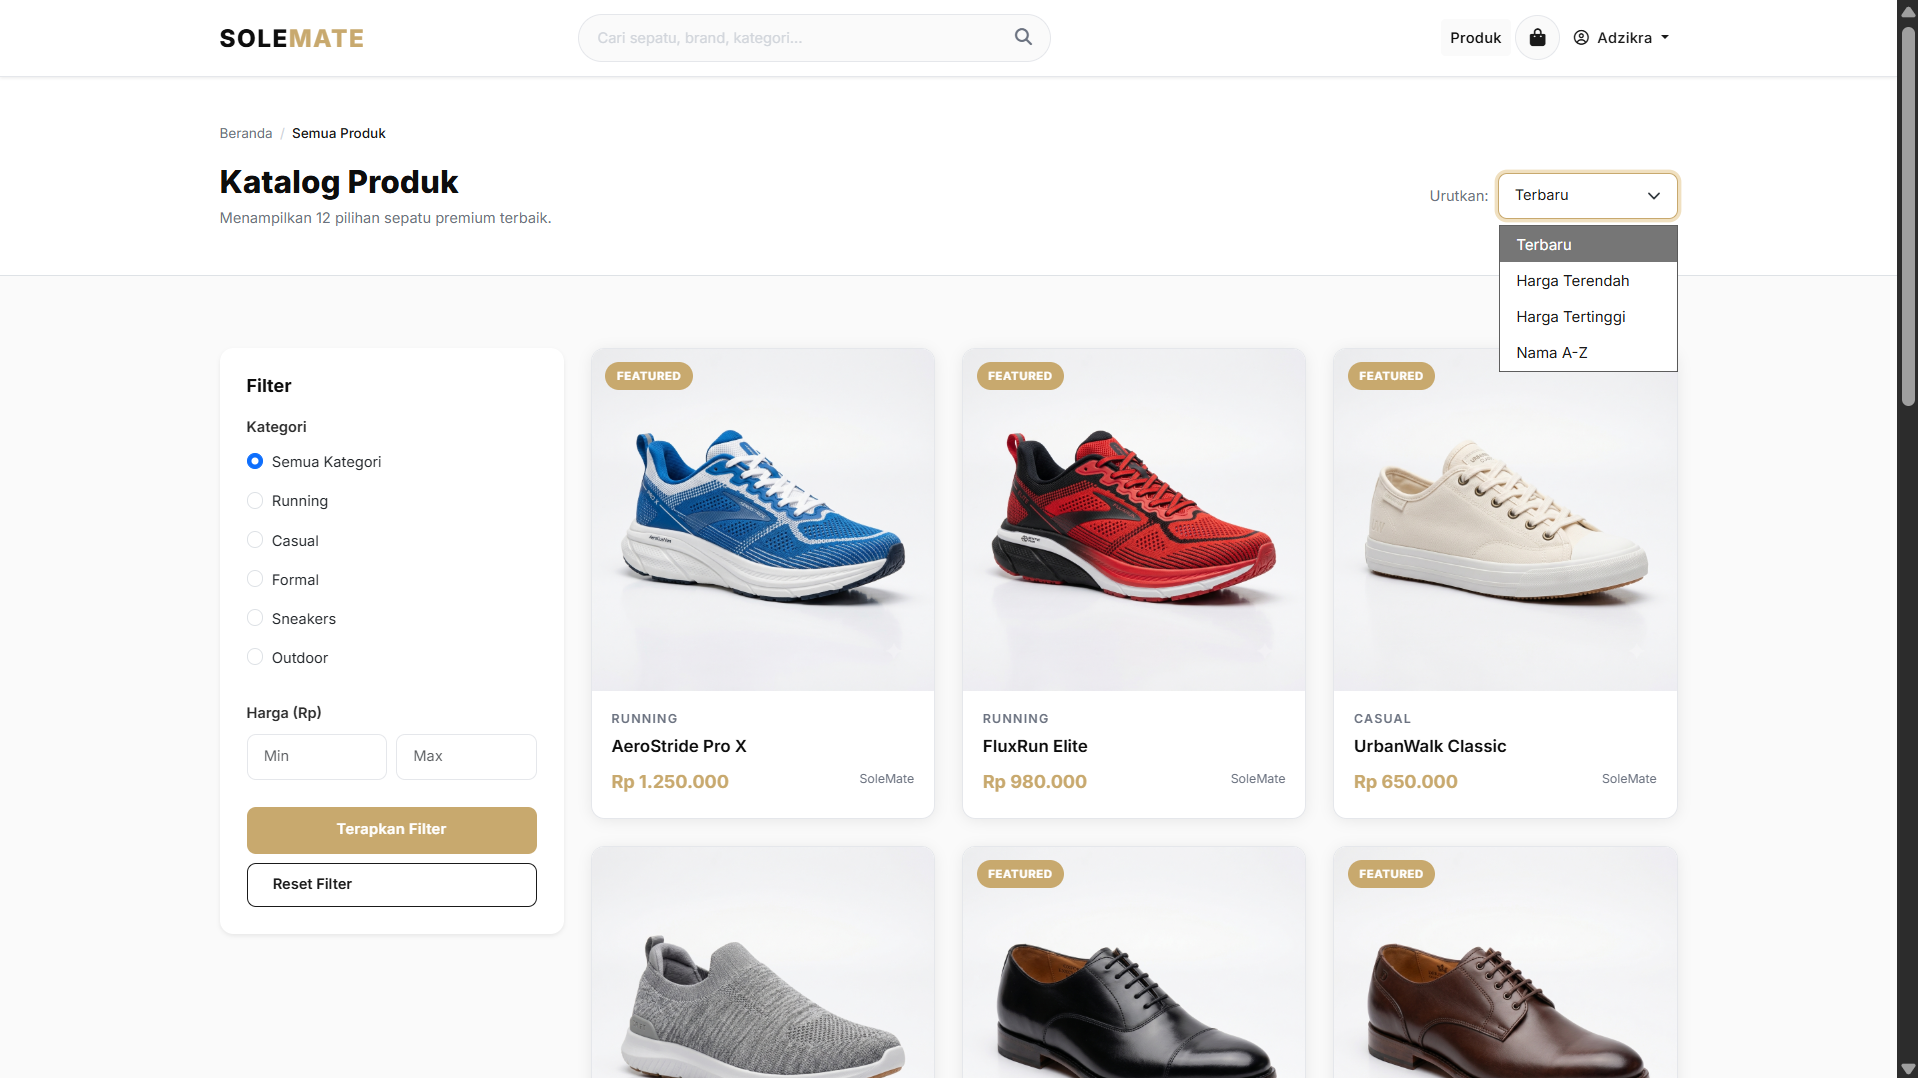 SOLEMATE
Cari sepatu, brand, kategori...
Produk
Adzikra
Beranda / Semua Produk
Katalog Produk
Menampilkan 12 pilihan sepatu premium terbaik.
Urutkan:
Terbaru
Terbaru
Harga Terendah
Harga Tertinggi
Nama A-Z
Filter
Kategori
Semua Kategori
Running
Casual
Formal
Sneakers
Outdoor
Harga (Rp)
Min
Max
Terapkan Filter
Reset Filter
FEATURED
RUNNING
AeroStride Pro X
Rp 1.250.000
SoleMate
FEATURED
RUNNING
FluxRun Elite
Rp 980.000
SoleMate
FEATURED
CASUAL
UrbanWalk Classic
Rp 650.000
SoleMate
FEATURED
FEATURED